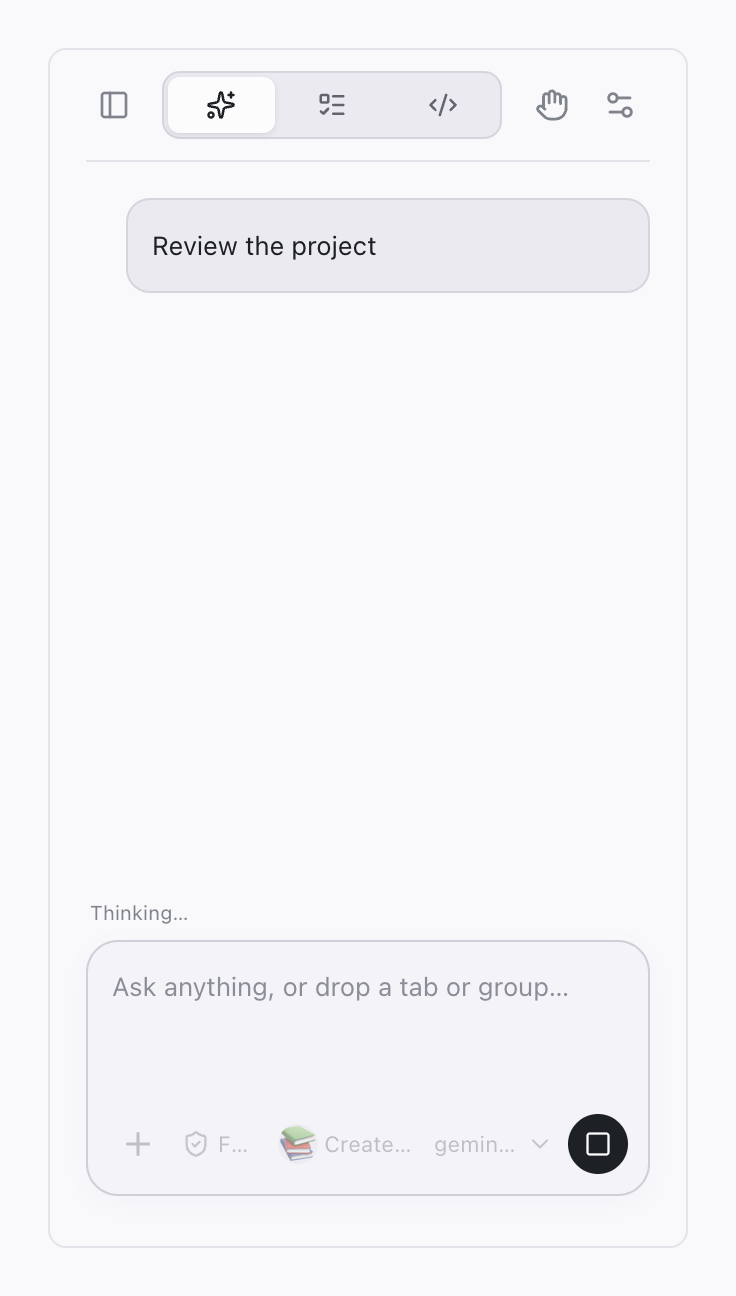 Review the project
Thinking...
Ask anything, or drop a tab or group...
F... Create... gemin...